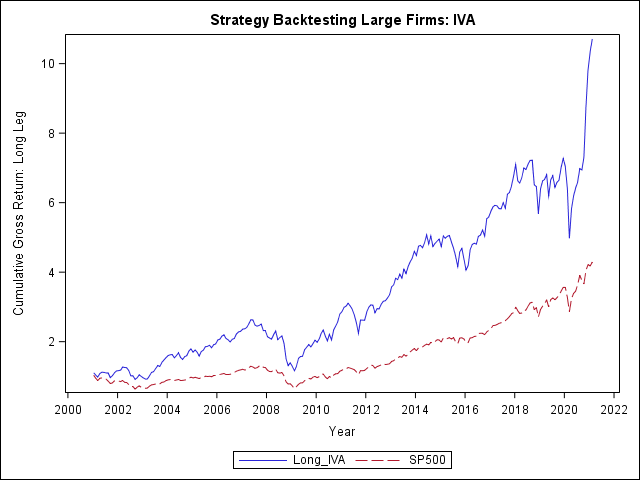 Strategy Backtesting Large Firms: IVA
Cumulative Gross Return: Long Leg
10
8
6
4
2
2000 2002 2004 2006 2008 2010 2012 2014 2016 2018 2020 2022
Year
Long_IVA SP500